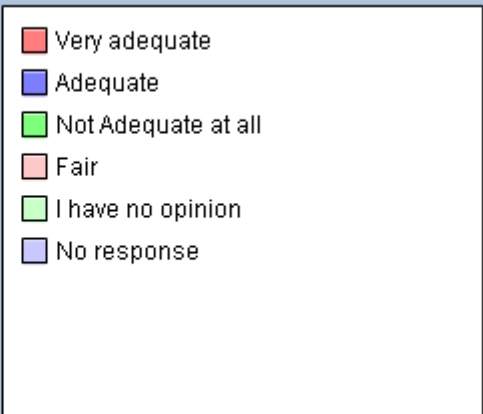 Very adequate
Adequate
Not Adequate at all
Fair
I have no opinion
No response